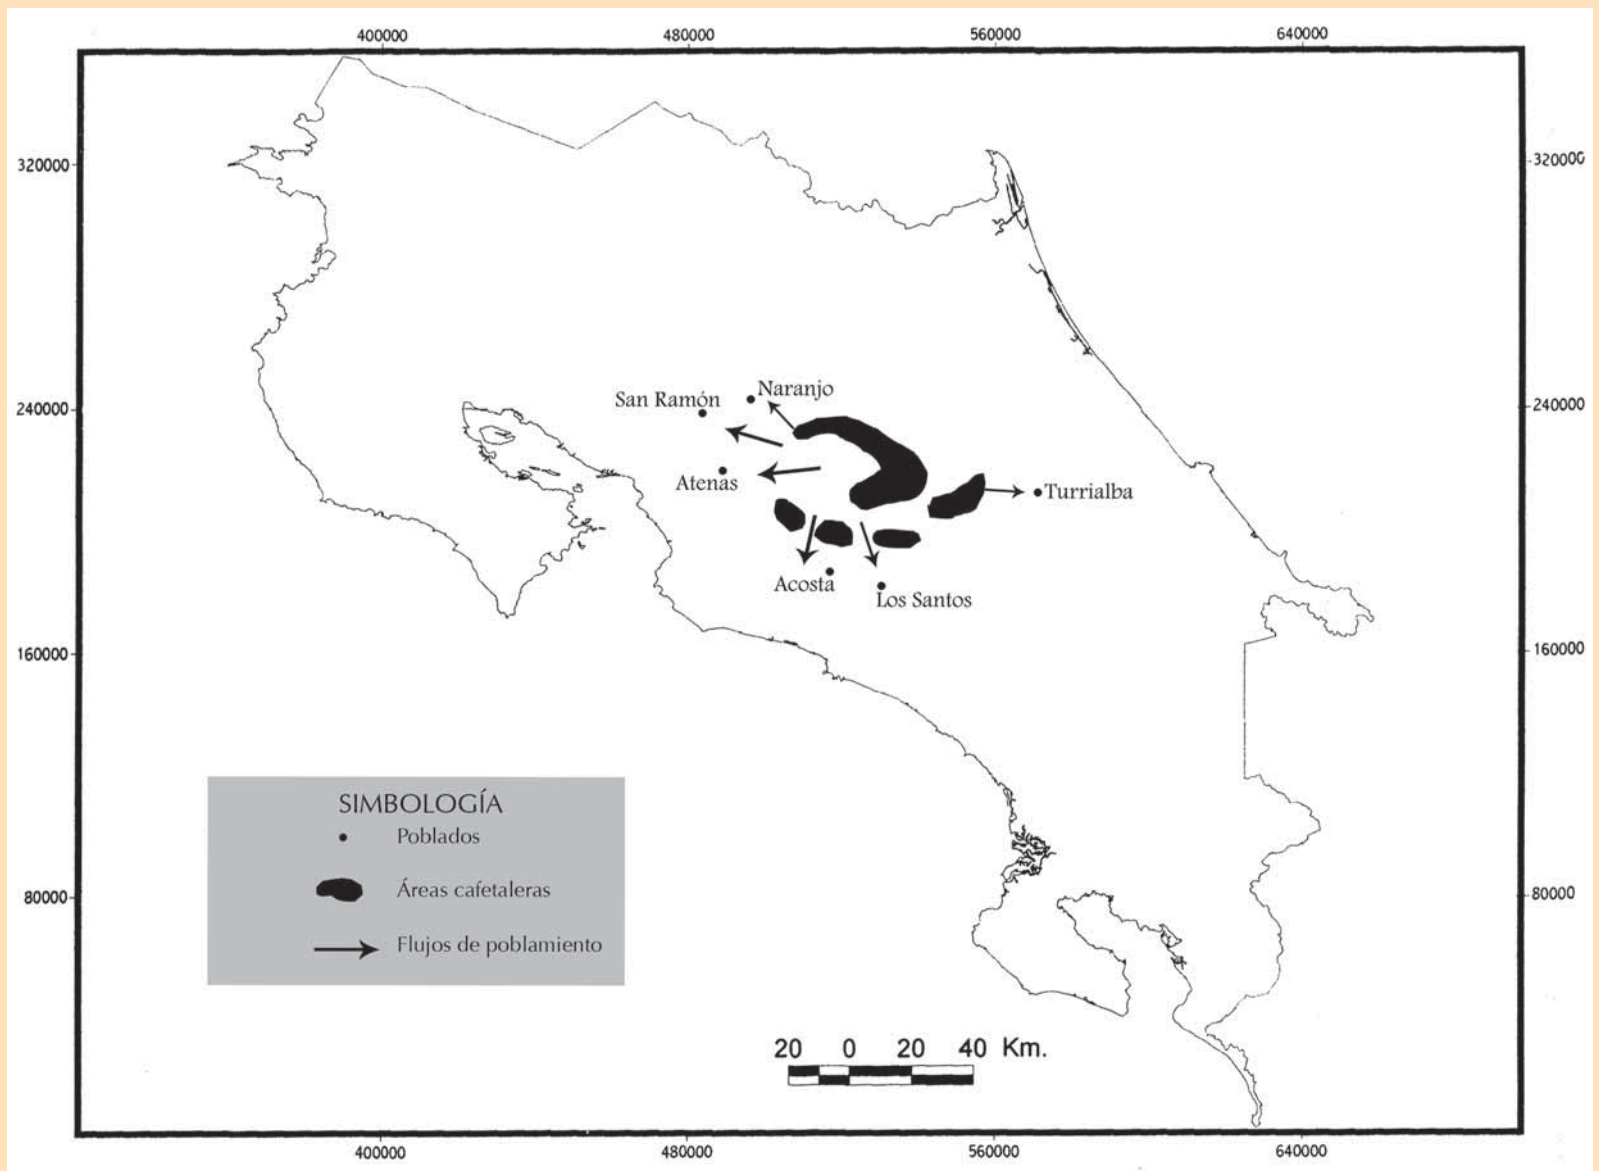 400000
480000
560000
640000
320000
320000
240000
240000
160000
160000
80000
80000
Naranjo
San Ramón
Atenas
Turrialba
Acosta
Los Santos
SIMBOLOGÍA
Poblados
Áreas cafetaleras
Flujos de poblamiento
20 0 20 40 Km.
400000
480000
560000
640000